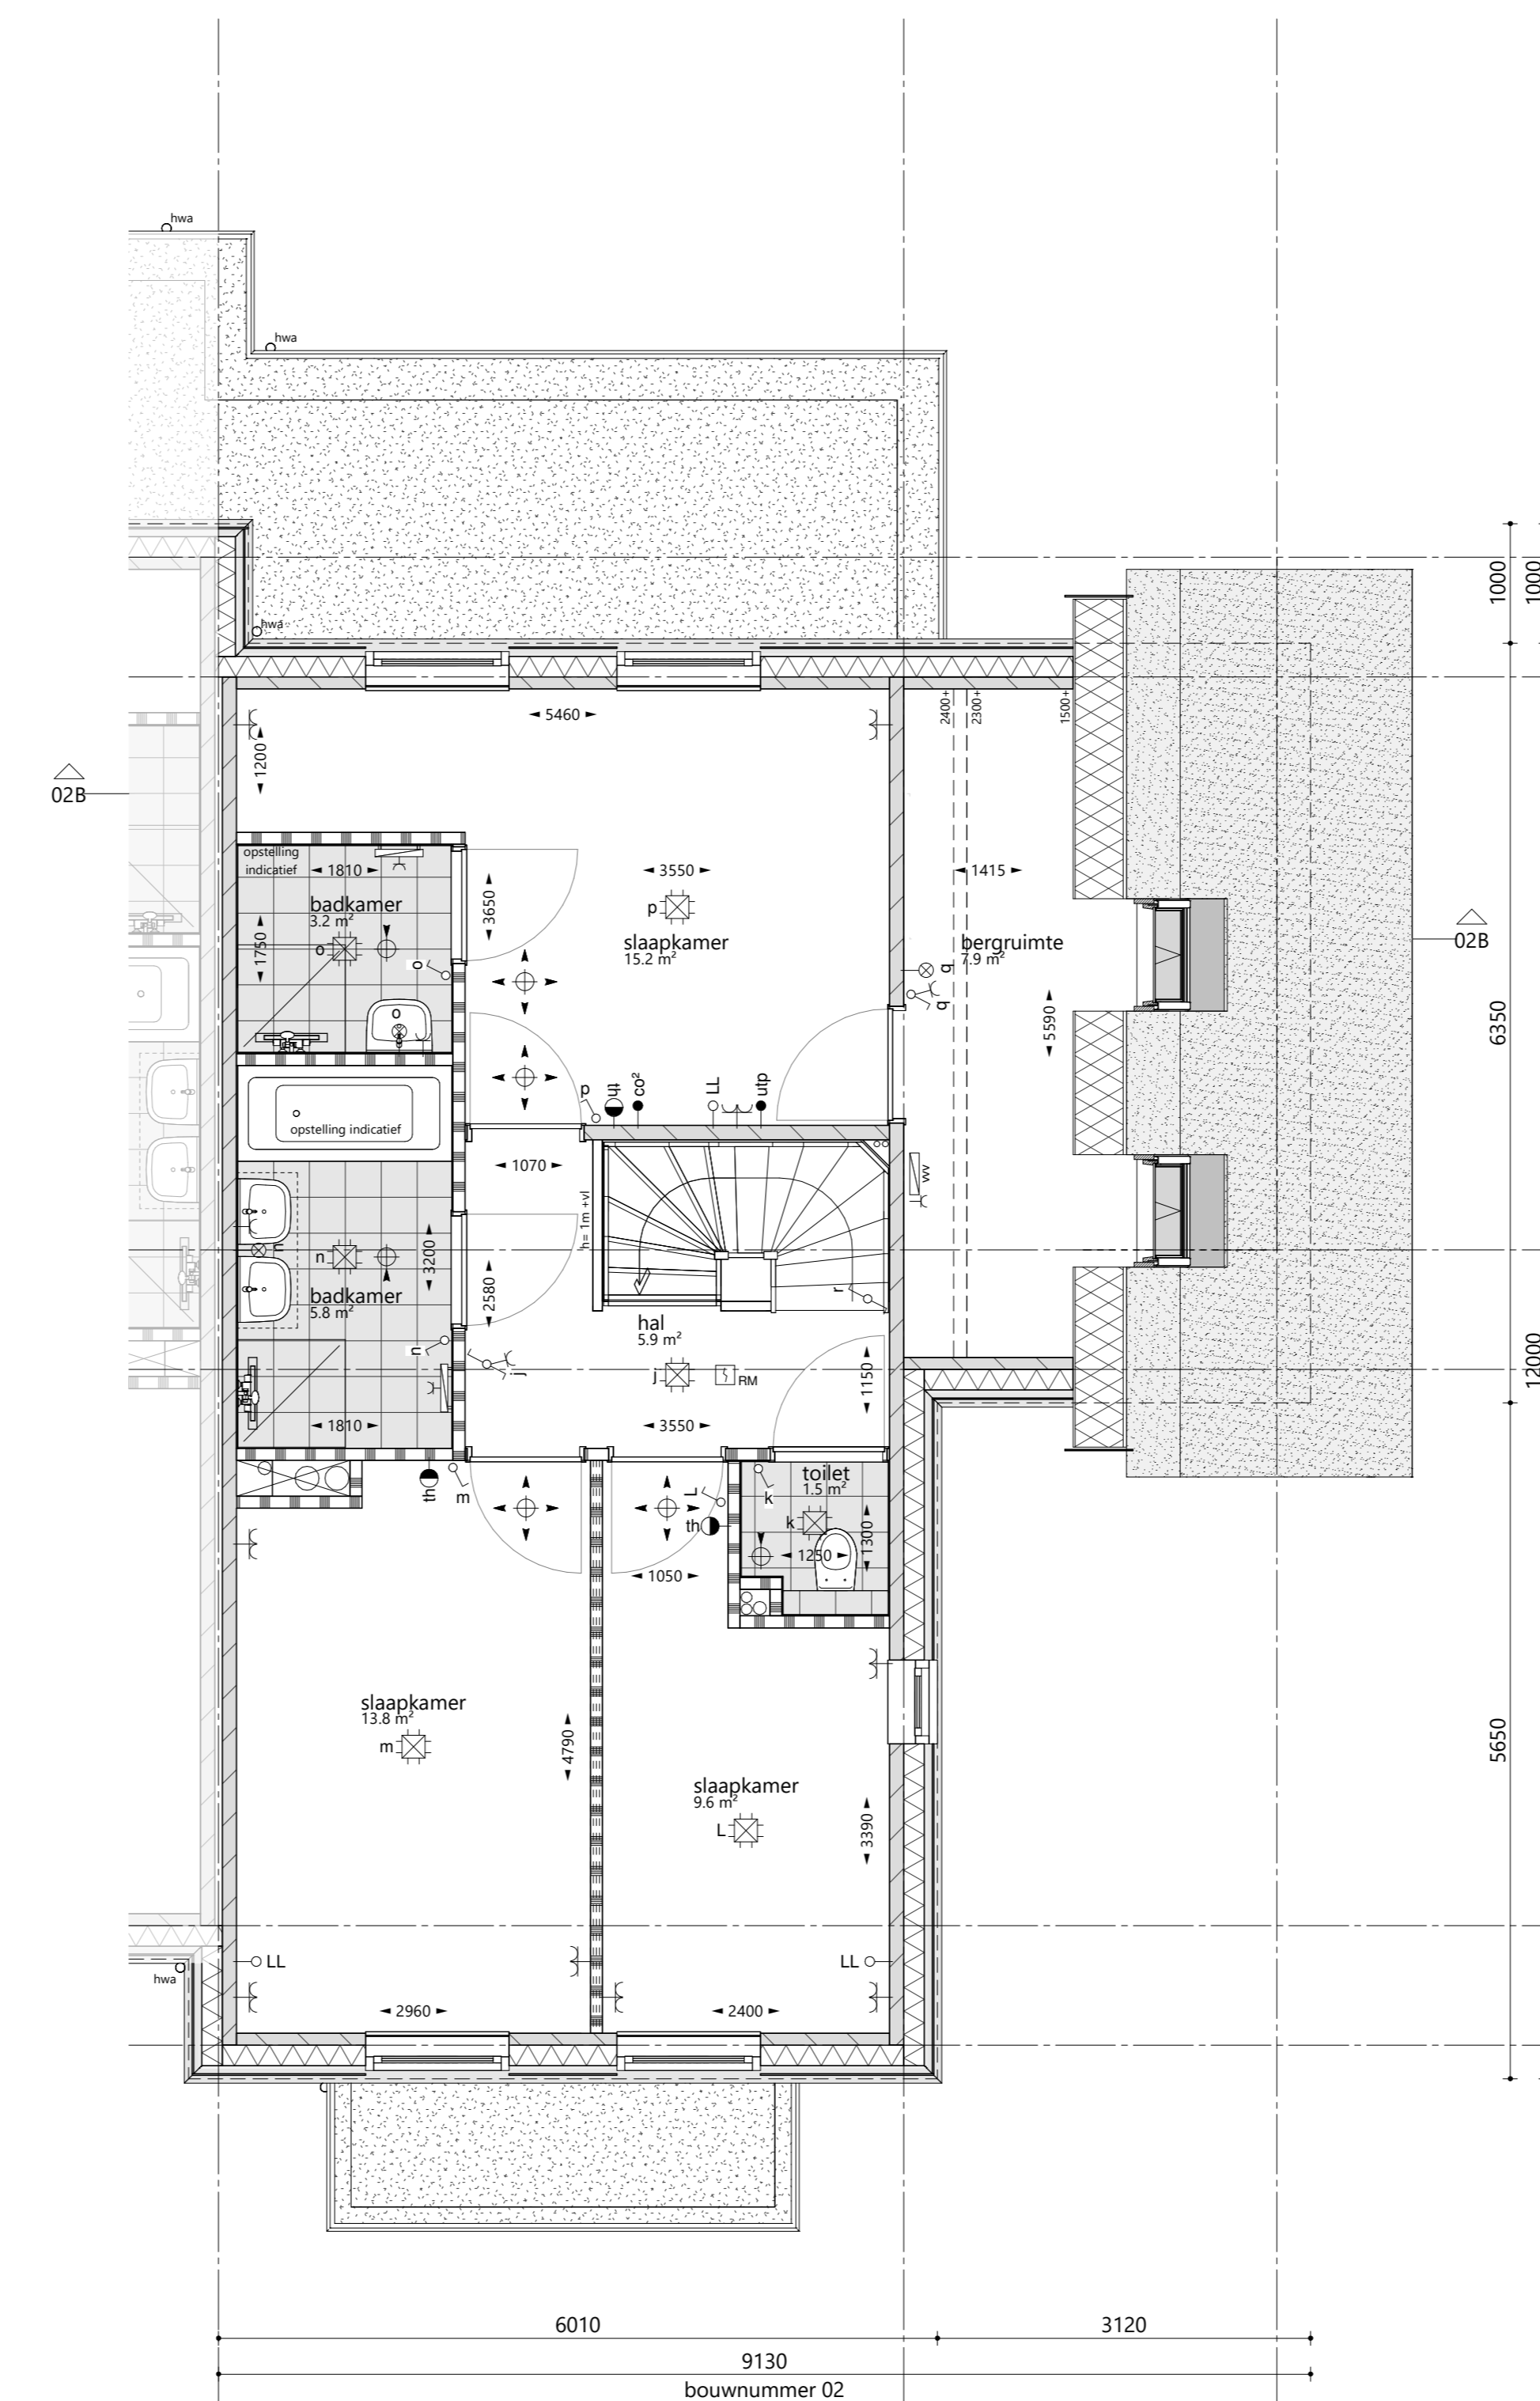 hwa
hwa
hwa
1000
1000
5460
2400+
2300+
1500+
1200
02B
opstelling
indicatief
1810
3650
3550
1415
badkamer
3.2 m²
p
slaapkamer
15.2 m²
bergruimte
7.9 m²
02B
1750
o
o
q
q
o
5590
6350
p
th
co²
LL
utp
opstelling indicatief
1070
wv
h= 1m +vl
n
n
3200
badkamer
5.8 m²
2580
r
hal
5.9 m²
n
j
j
RM
1150
12000
1810
3550
th
m
L
th
toilet
1.5 m²
k
k
1250
1300
1050
slaapkamer
13.8 m²
m
4790
5650
slaapkamer
9.6 m²
L
3390
LL
LL
hwa
2960
2400
6010
3120
9130
bouwnummer 02